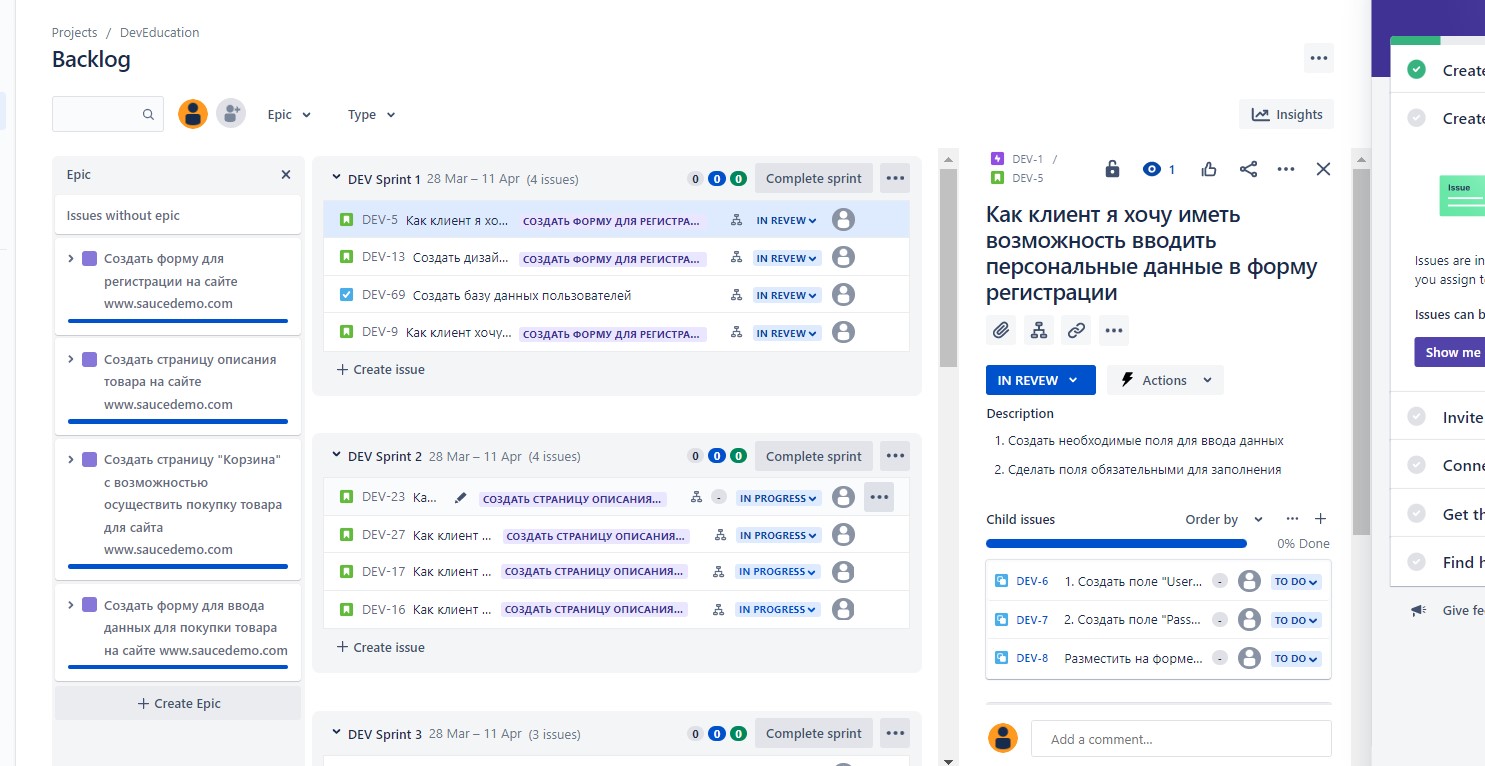 Projects / DevEducation
Backlog
Epic
Type
Insights
Epic
Issues without epic
Создать форму для
регистрации на сайте
www.saucedemo.com
Создать страницу описания
товара на сайте
www.saucedemo.com
Создать страницу "Корзина"
с возможностью
осуществить покупку товара
для сайта
www.saucedemo.com
Создать форму для ввода
данных для покупки товара
на сайте www.saucedemo.com
+ Create Epic
DEV Sprint 1 28 Mar – 11 Apr (4 issues) 0 0 0 Complete sprint
DEV-5 Как клиент я хо... СОЗДАТЬ ФОРМУ ДЛЯ РЕГИСТРА... IN REVEW
DEV-13 Создать дизай... СОЗДАТЬ ФОРМУ ДЛЯ РЕГИСТРА... IN REVEW
DEV-69 Создать базу данных пользователей IN REVEW
DEV-9 Как клиент хочу... СОЗДАТЬ ФОРМУ ДЛЯ РЕГИСТРА... IN REVEW
+ Create issue
DEV Sprint 2 28 Mar – 11 Apr (4 issues) 0 0 0 Complete sprint
DEV-23 Ка... СОЗДАТЬ СТРАНИЦУ ОПИСАНИЯ... - IN PROGRESS
DEV-27 Как клиент ... СОЗДАТЬ СТРАНИЦУ ОПИСАНИЯ... IN PROGRESS
DEV-17 Как клиент ... СОЗДАТЬ СТРАНИЦУ ОПИСАНИЯ... IN PROGRESS
DEV-16 Как клиент ... СОЗДАТЬ СТРАНИЦУ ОПИСАНИЯ... IN PROGRESS
+ Create issue
DEV Sprint 3 28 Mar – 11 Apr (3 issues) 0 0 0 Complete sprint
DEV-1 /
DEV-5
1
Как клиент я хочу иметь
возможность вводить
персональные данные в форму
регистрации
IN REVEW
Actions
Description
1. Создать необходимые поля для ввода данных
2. Сделать поля обязательными для заполнения
Child issues Order by
0% Done
DEV-6 1. Создать поле "User... - TO DO
DEV-7 2. Создать поле "Pass... - TO DO
DEV-8 Разместить на форме... - TO DO
Add a comment...
Create
Create
Issue
Issues are in
you assign t
Issues can b
Show me
Invite
Conne
Get th
Find h
Give fee